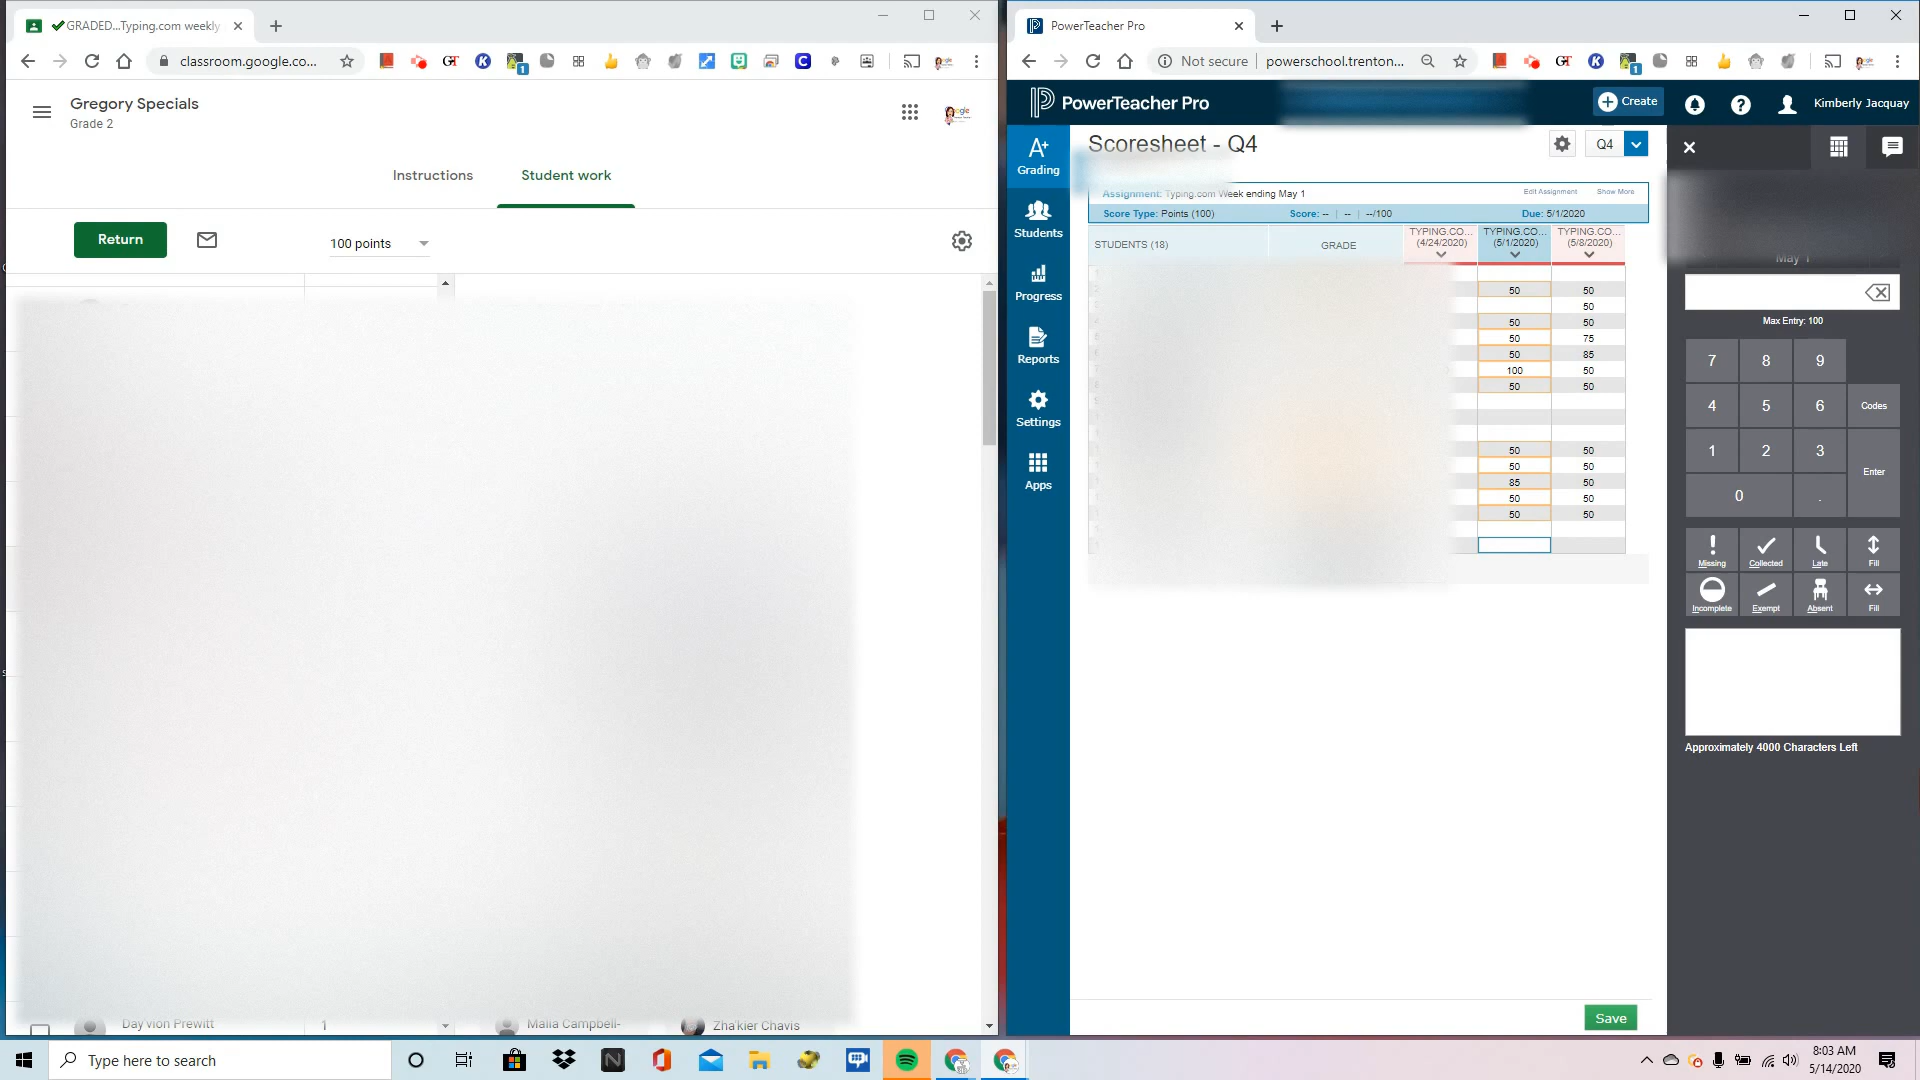 GRADED...Typing.com weekly
classroom.google.co...
Gregory Specials
Grade 2
Instructions
Student work
Return
100 points
Day'vion Prewitt
1
Malia Campbell-
Zha'kier Chavis
PowerTeacher Pro
Not secure
powerschool.trenton...
PowerTeacher Pro
Create
Kimberly Jacquay
A+
Grading
Students
Progress
Reports
Settings
Apps
Scoresheet - Q4
Q4
Assignment: Typing.com Week ending May 1
Edit Assignment
Show More
Score Type: Points (100)
Score: -- | -- | --/100
Due: 5/1/2020
STUDENTS (18)
GRADE
TYPING.CO... (4/24/2020)
TYPING.CO... (5/1/2020)
TYPING.CO... (5/8/2020)
50 50
50
50 50
50 75
50 85
100 50
50 50
50 50
50 50
85 50
50 50
50 50
Save
May 1
Max Entry: 100
7 8 9
4 5 6 Codes
1 2 3 Enter
0 .
Missing Collected Late Fill
Incomplete Exempt Absent Fill
Approximately 4000 Characters Left
Type here to search
8:03 AM
5/14/2020